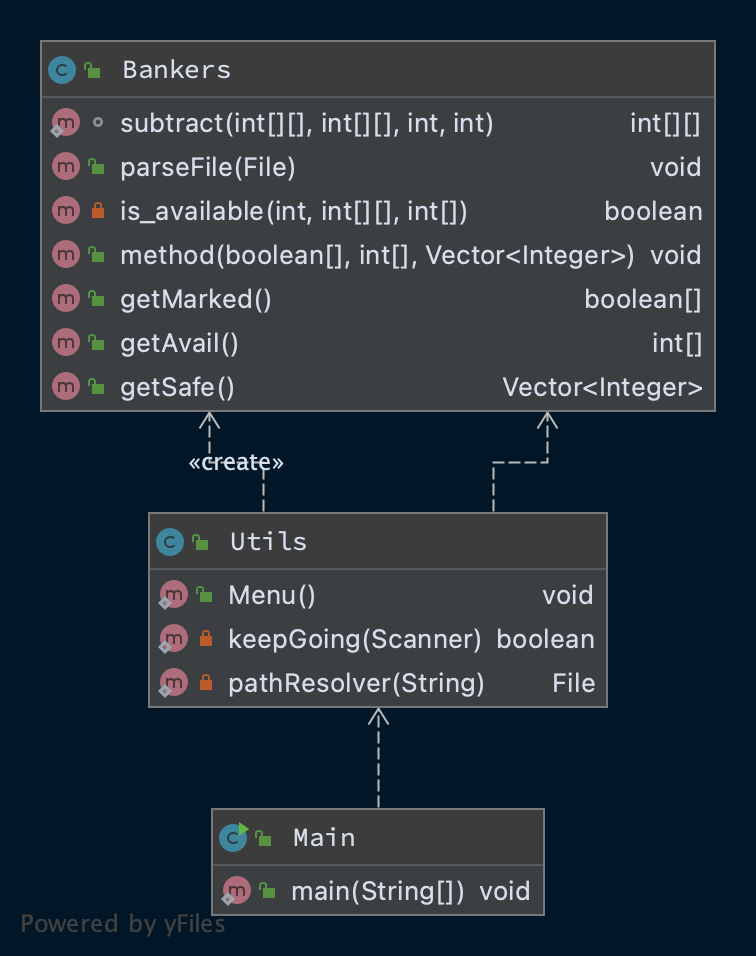 Bankers
subtract(int[][], int[][], int, int) int[][]
parseFile(File) void
is_available(int, int[][], int[]) boolean
method(boolean[], int[], Vector<Integer>) void
getMarked() boolean[]
getAvail() int[]
getSafe() Vector<Integer>
«create»
Utils
Menu() void
keepGoing(Scanner) boolean
pathResolver(String) File
Main
main(String[]) void
Powered by yFiles